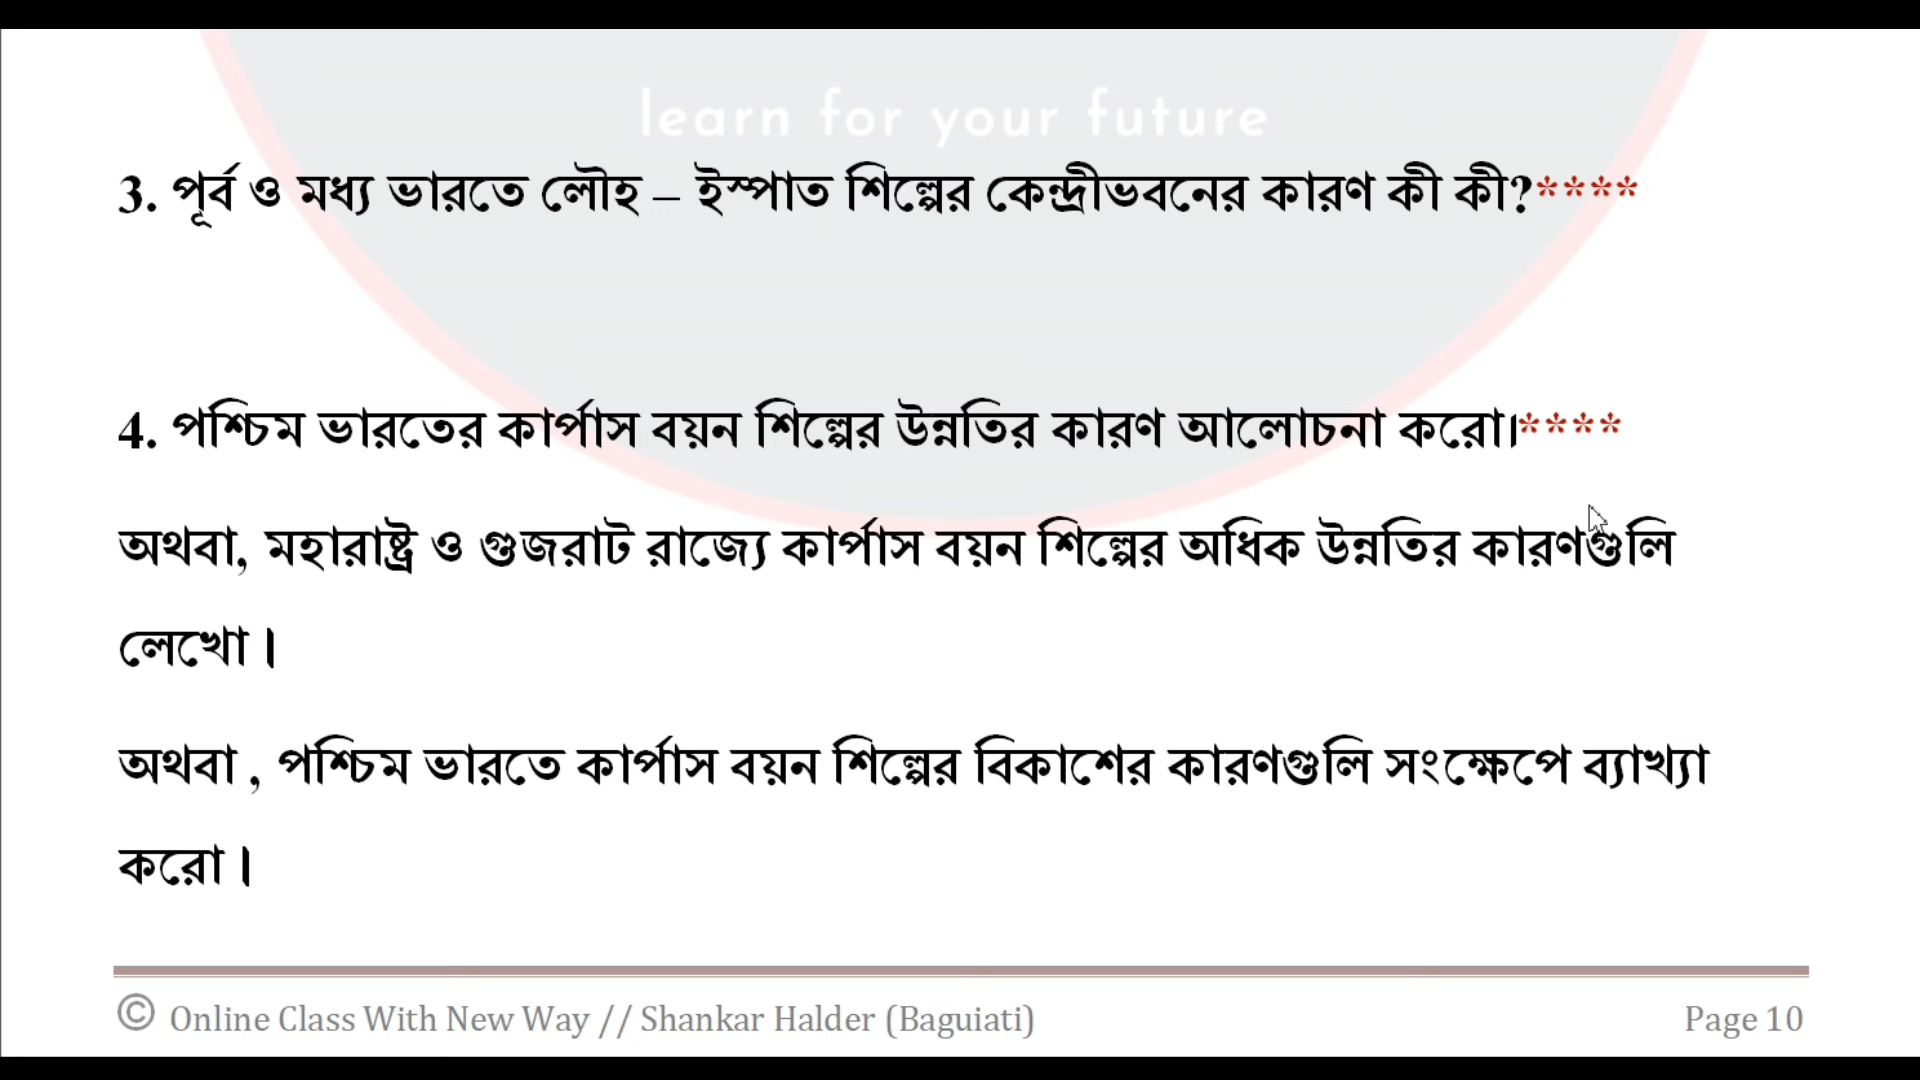 learn for your future
3. পূর্ব ও মধ্য ভারতে লৌহ – ইস্পাত শিল্পের কেন্দ্রীভবনের কারণ কী কী?****
4. পশ্চিম ভারতের কার্পাস বয়ন শিল্পের উন্নতির কারণ আলোচনা করো।****
অথবা, মহারাষ্ট্র ও গুজরাট রাজ্যে কার্পাস বয়ন শিল্পের অধিক উন্নতির কারণগুলি
লেখো ।
অথবা , পশ্চিম ভারতে কার্পাস বয়ন শিল্পের বিকাশের কারণগুলি সংক্ষেপে ব্যাখ্যা
করো ।
© Online Class With New Way // Shankar Halder (Baguiati) Page 10